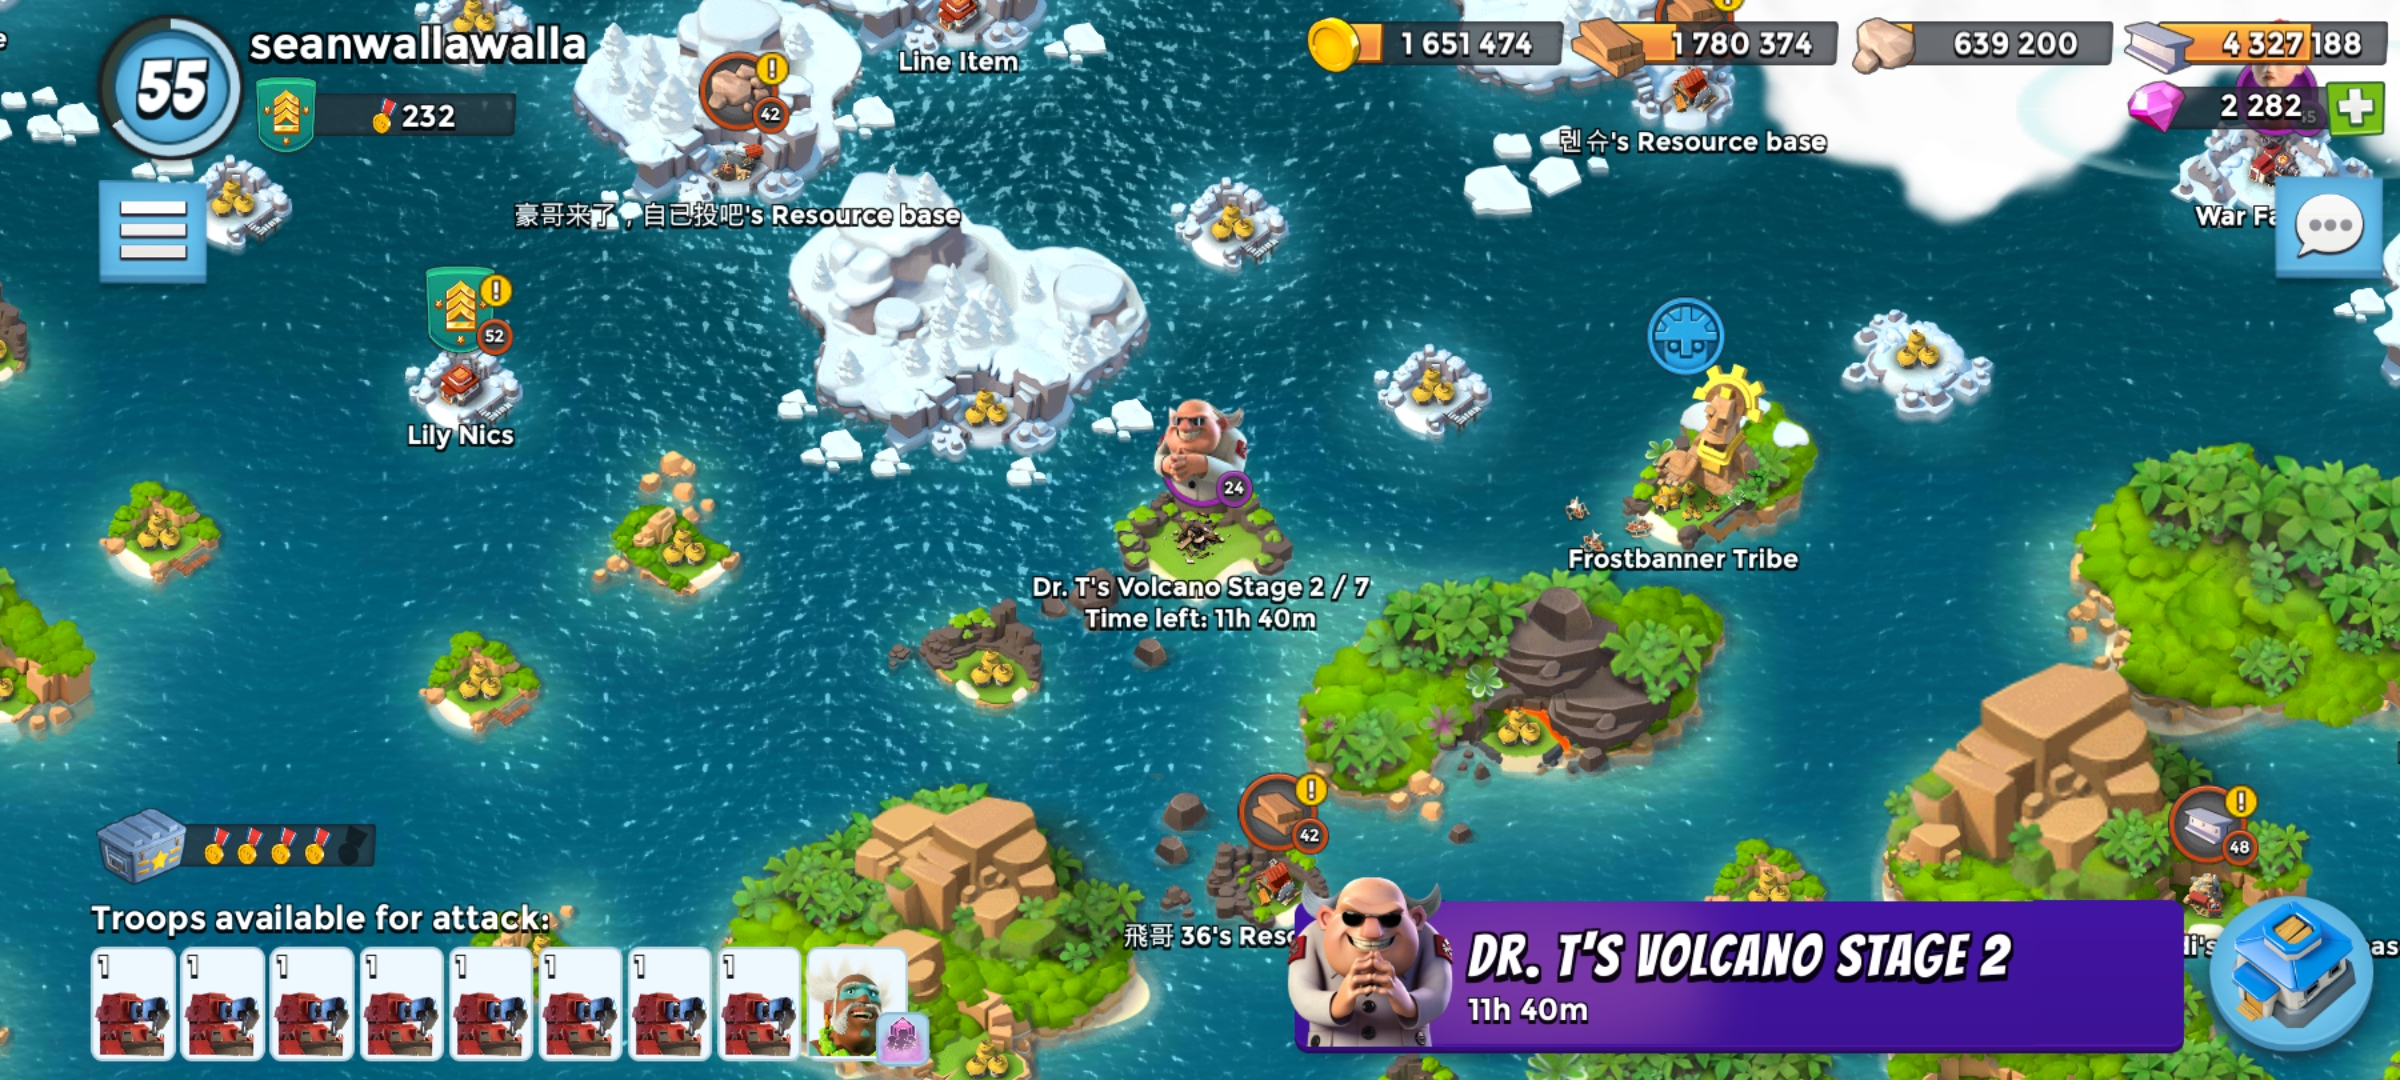 55
seanwallawalla
232
1 651 474
1 780 374
639 200
4 327 188
2 282
Line Item
42
렌슈's Resource base
豪哥来了，自已投吧's Resource base
War
52
Lily Nics
24
Dr. T's Volcano Stage 2 / 7
Time left: 11h 40m
Frostbanner Tribe
42
48
飛哥 36's
Troops available for attack:
1
1
1
1
1
1
1
1
DR. T'S VOLCANO STAGE 2
11h 40m